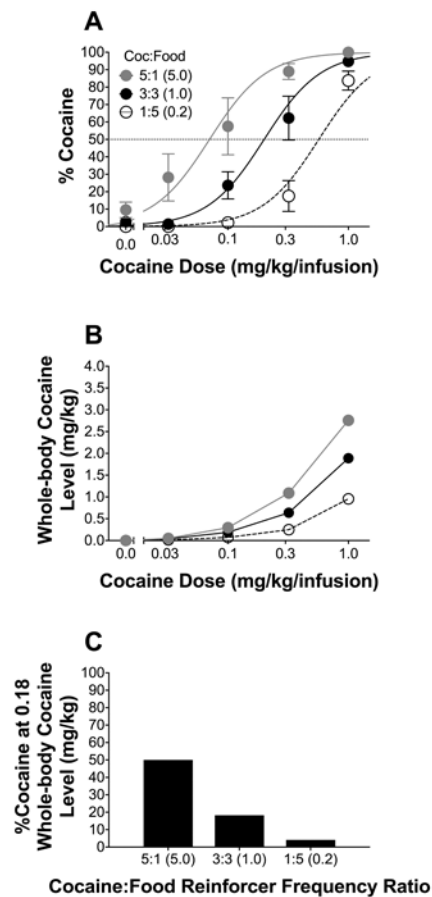 A
Coc:Food
5:1 (5.0)
3:3 (1.0)
1:5 (0.2)
% Cocaine
100
90
80
70
60
50
40
30
20
10
0
0.0 0.03 0.1 0.3 1.0
Cocaine Dose (mg/kg/infusion)
B
Whole-body Cocaine
Level (mg/kg)
4.0
3.5
3.0
2.5
2.0
1.5
1.0
0.5
0.0
0.0 0.03 0.1 0.3 1.0
Cocaine Dose (mg/kg/infusion)
C
%Cocaine at 0.18
Whole-body Cocaine
Level (mg/kg)
100
90
80
70
60
50
40
30
20
10
0
5:1 (5.0) 3:3 (1.0) 1:5 (0.2)
Cocaine:Food Reinforcer Frequency Ratio